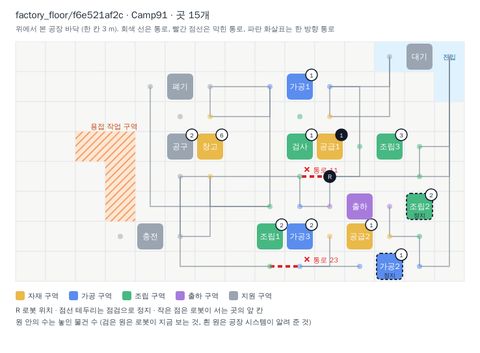 factory_floor/f6e521af2c · Camp91 · 곳 15개
위에서 본 공장 바닥 (한 칸 3 m). 회색 선은 통로, 빨간 점선은 막힌 통로, 파란 화살표는 한 방향 통로
대기
진입
폐기
가공1
1
용접 작업 구역
공구
2
창고
6
검사
1
공급1
1
조립3
3
✕ 통로 11
R
조립2
2
정지
출하
충전
조립1
2
가공3
2
공급2
1
✕ 통로 23
가공2
1
정지
자재 구역
가공 구역
조립 구역
출하 구역
지원 구역
R 로봇 위치 · 점선 테두리는 점검으로 정지 · 작은 점은 로봇이 서는 곳의 앞 칸
원 안의 수는 놓인 물건 수 (검은 원은 로봇이 지금 보는 것, 흰 원은 공장 시스템이 알려 준 것)